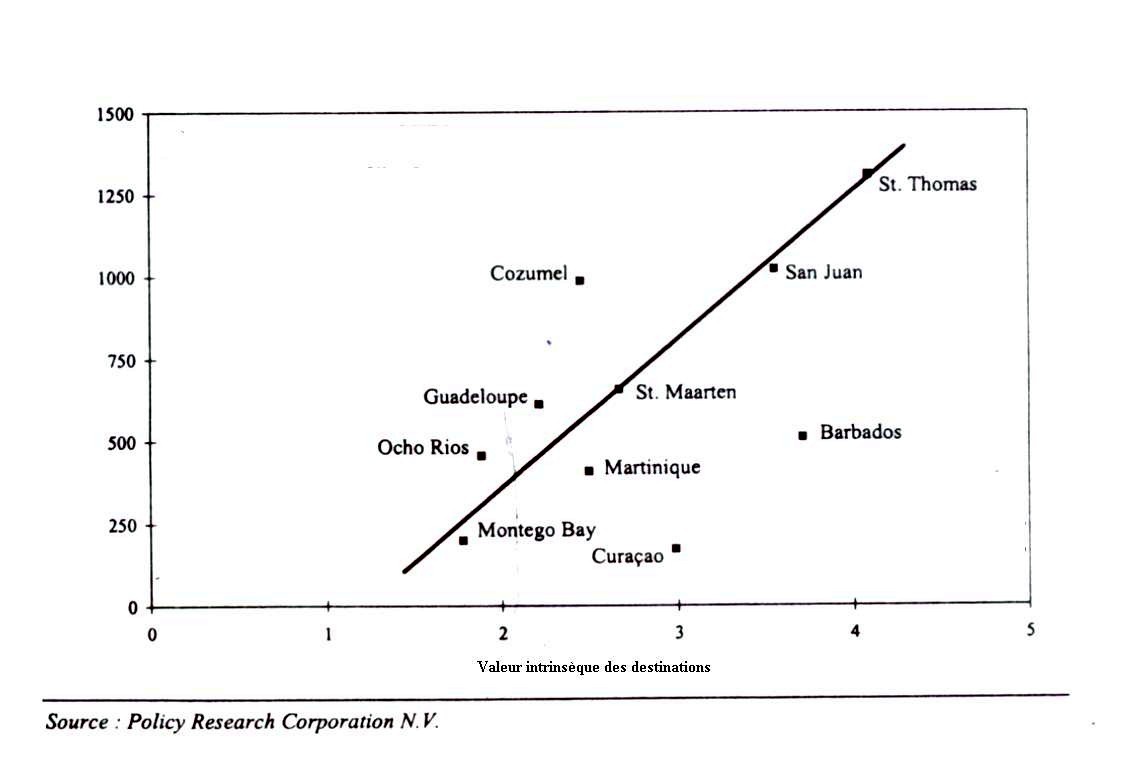 1500
1250
St. Thomas
Cozumel
1000
San Juan
750
Guadeloupe
St. Maarten
Barbados
500
Ocho Rios
Martinique
250
Montego Bay
Curaçao
0
0 1 2 3 4 5
Valeur intrinsèque des destinations
Source : Policy Research Corporation N.V.